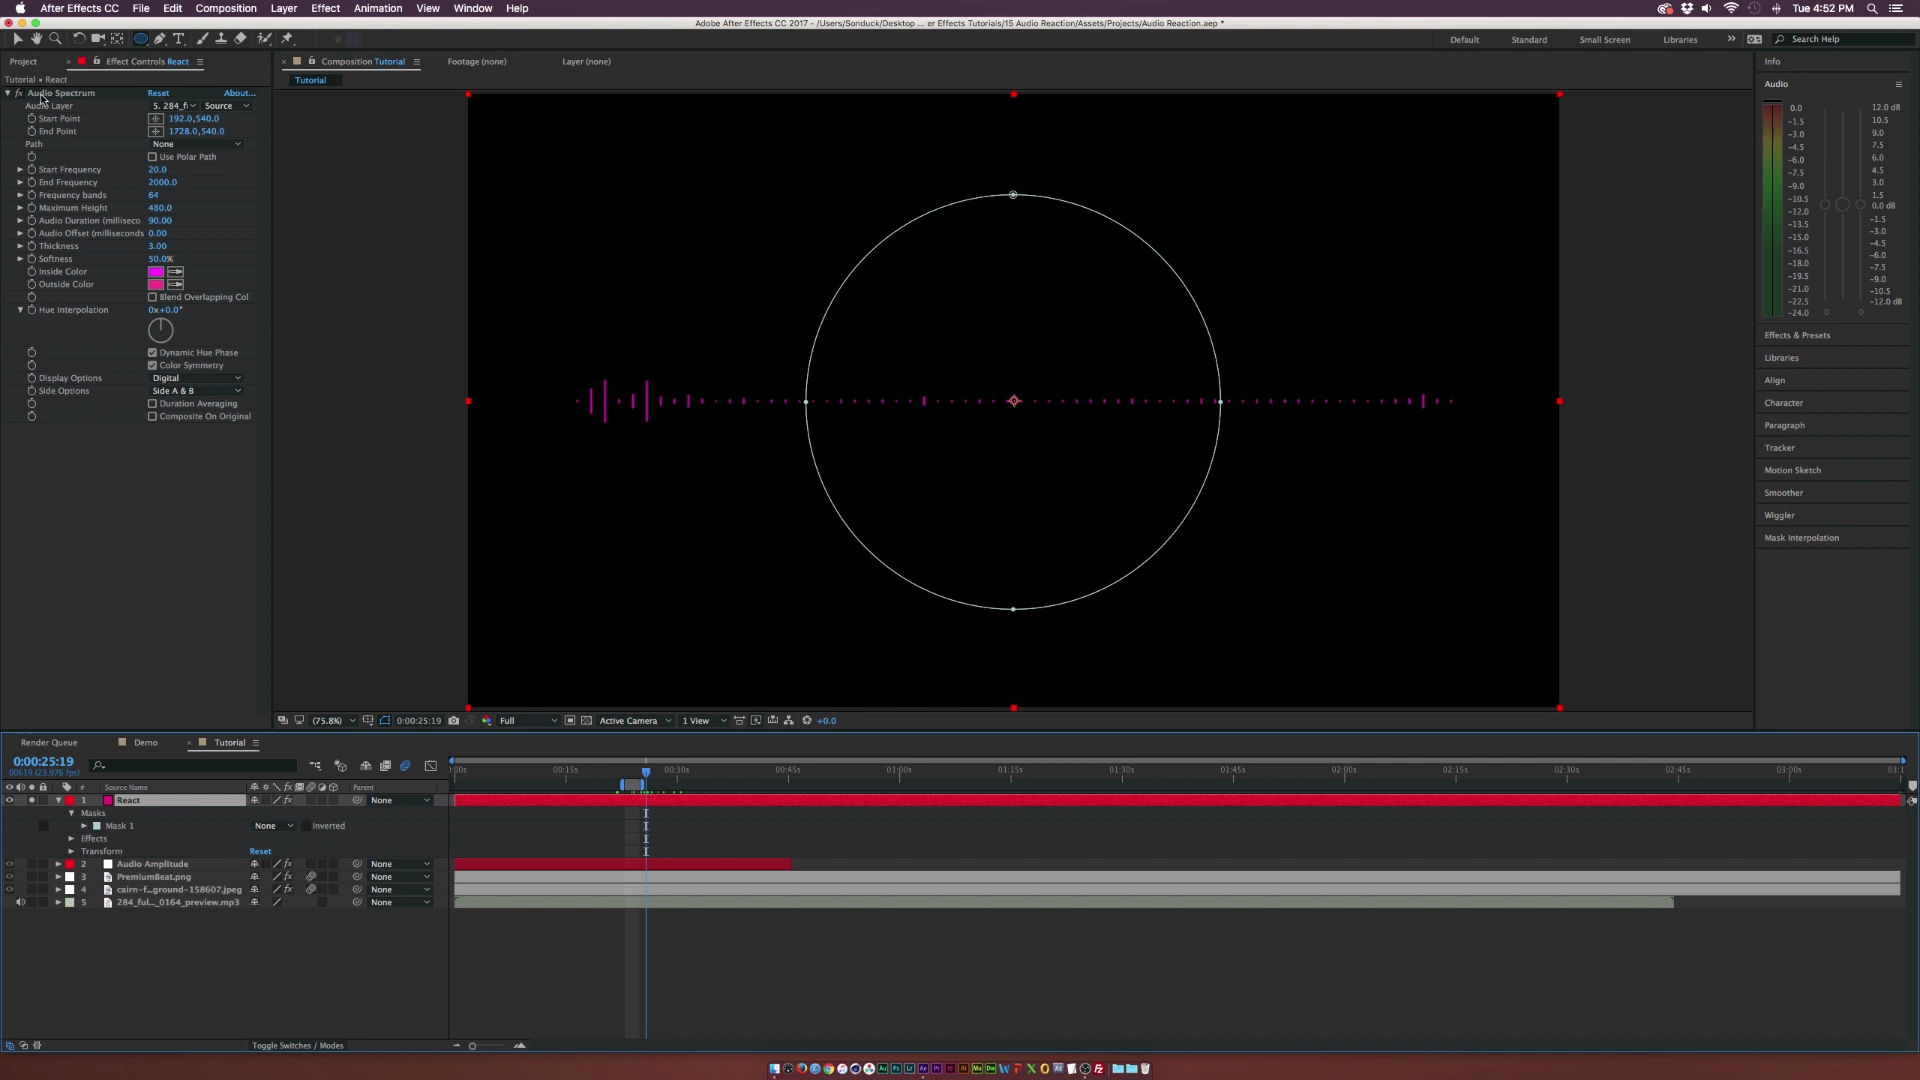 After Effects CC File Edit Composition Layer Effect Animation View Window Help Tue 4:52 PM
Adobe After Effects CC 2017 - /Users/Sonduck/Desktop ... er Effects Tutorials/15 Audio Reaction/Assets/Projects/Audio Reaction.aep *
Default Standard Small Screen Libraries Search Help
Project Effect Controls React Composition Tutorial Footage (none) Layer (none) Info
Tutorial • React Tutorial Audio
Audio Spectrum Reset About...
Audio Layer 5. 284_f Source
Start Point 192.0,540.0
End Point 1728.0,540.0
Path None
Use Polar Path
Start Frequency 20.0
End Frequency 2000.0
Frequency bands 64
Maximum Height 480.0
Audio Duration (milliseco 90.00
Audio Offset (milliseconds 0.00
Thickness 3.00
Softness 50.0%
Inside Color
Outside Color
Blend Overlapping Col
Hue Interpolation 0x+0.0°
Dynamic Hue Phase
Color Symmetry
Display Options Digital
Side Options Side A & B
Duration Averaging
Composite On Original
0.0
-1.5
-3.0
-4.5
-6.0
-7.5
-9.0
-10.5
-12.0
-13.5
-15.0
-16.5
-18.0
-19.5
-21.0
-22.5
-24.0
12.0 dB
10.5
9.0
7.5
6.0
4.5
3.0
1.5
0.0 dB
-1.5
-3.0
-4.5
-6.0
-7.5
-9.0
-10.5
-12.0 dB
0 0
Effects & Presets
Libraries
Align
Character
Paragraph
Tracker
Motion Sketch
Smoother
Wiggler
Mask Interpolation
(75.8%) 0:00:25:19 Full Active Camera 1 View +0.0
Render Queue Demo Tutorial
0:00:25:19
00619 (23.976 fps)
:00s 00:15s 00:30s 00:45s 01:00s 01:15s 01:30s 01:45s 02:00s 02:15s 02:30s 02:45s 03:00s 03:1
# Source Name Parent
1 React None
Masks
Mask 1 None Inverted
Effects
Transform Reset
2 Audio Amplitude None
3 PremiumBeat.png None
4 cairn-f...ground-158607.jpeg None
5 284_ful..._0164_preview.mp3 None
Toggle Switches / Modes